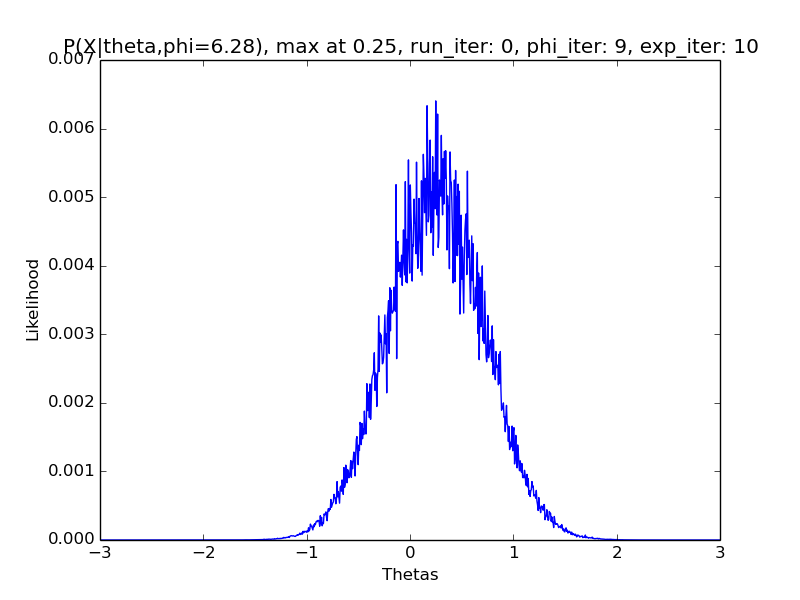 P(X|theta,phi=6.28), max at 0.25, run_iter: 0, phi_iter: 9, exp_iter: 10
0.007
0.006
0.005
0.004
0.003
0.002
0.001
0.000
Likelihood
−3 −2 −1 0 1 2 3
Thetas